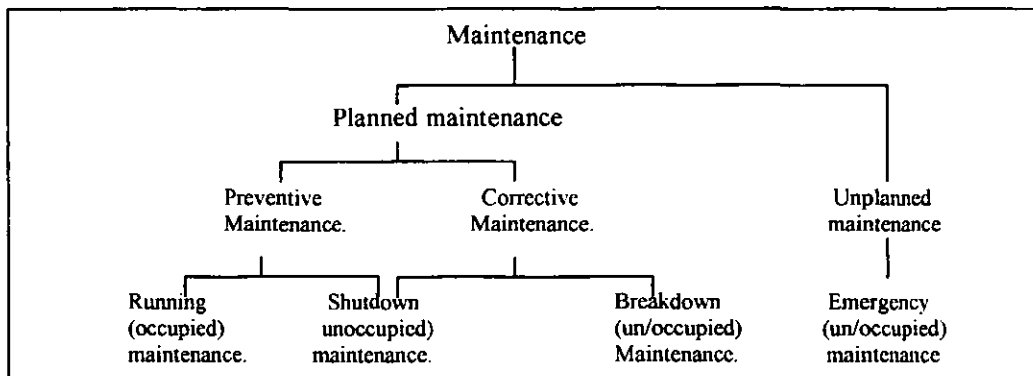 Maintenance
Planned maintenance
Preventive
Maintenance.
Corrective
Maintenance.
Unplanned
maintenance
Running
(occupied)
maintenance.
Shutdown
unoccupied)
maintenance.
Breakdown
(un/occupied)
Maintenance.
Emergency
(un/occupied)
maintenance